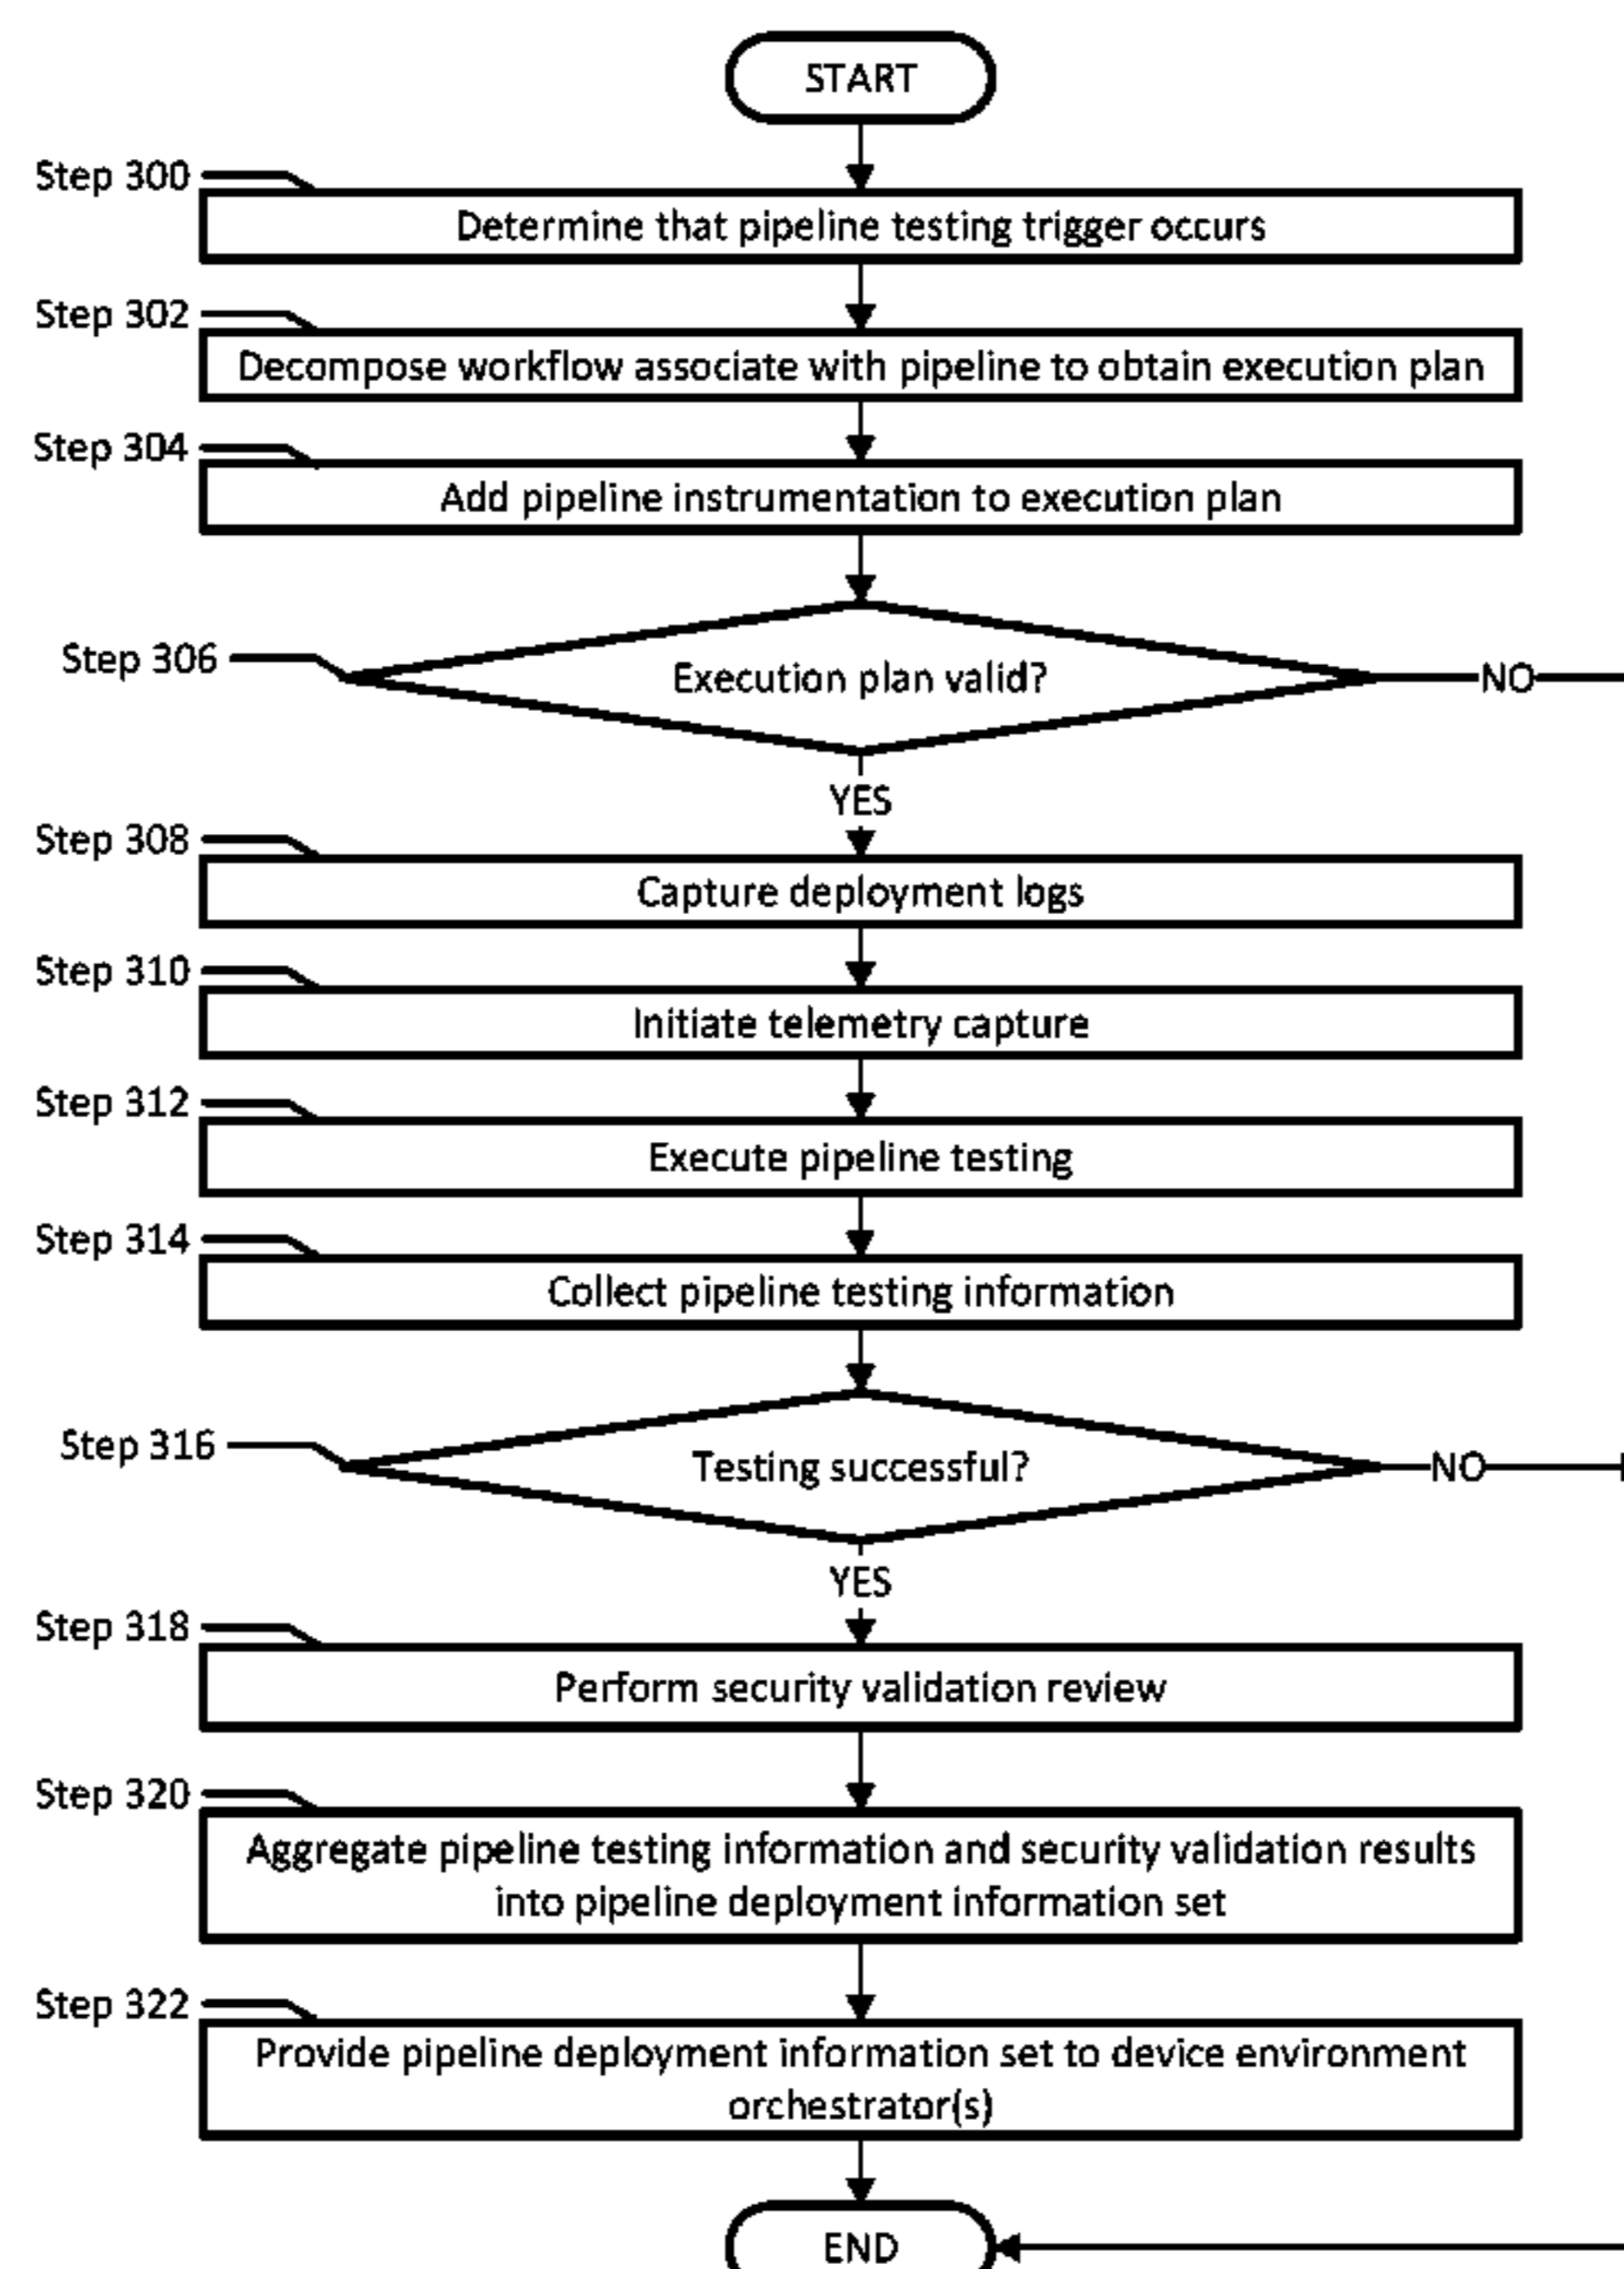 START
Step 300
Determine that pipeline testing trigger occurs
Step 302
Decompose workflow associate with pipeline to obtain execution plan
Step 304
Add pipeline instrumentation to execution plan
Step 306
Execution plan valid?
NO
YES
Step 308
Capture deployment logs
Step 310
Initiate telemetry capture
Step 312
Execute pipeline testing
Step 314
Collect pipeline testing information
Step 316
Testing successful?
NO
YES
Step 318
Perform security validation review
Step 320
Aggregate pipeline testing information and security validation results
into pipeline deployment information set
Step 322
Provide pipeline deployment information set to device environment
orchestrator(s)
END